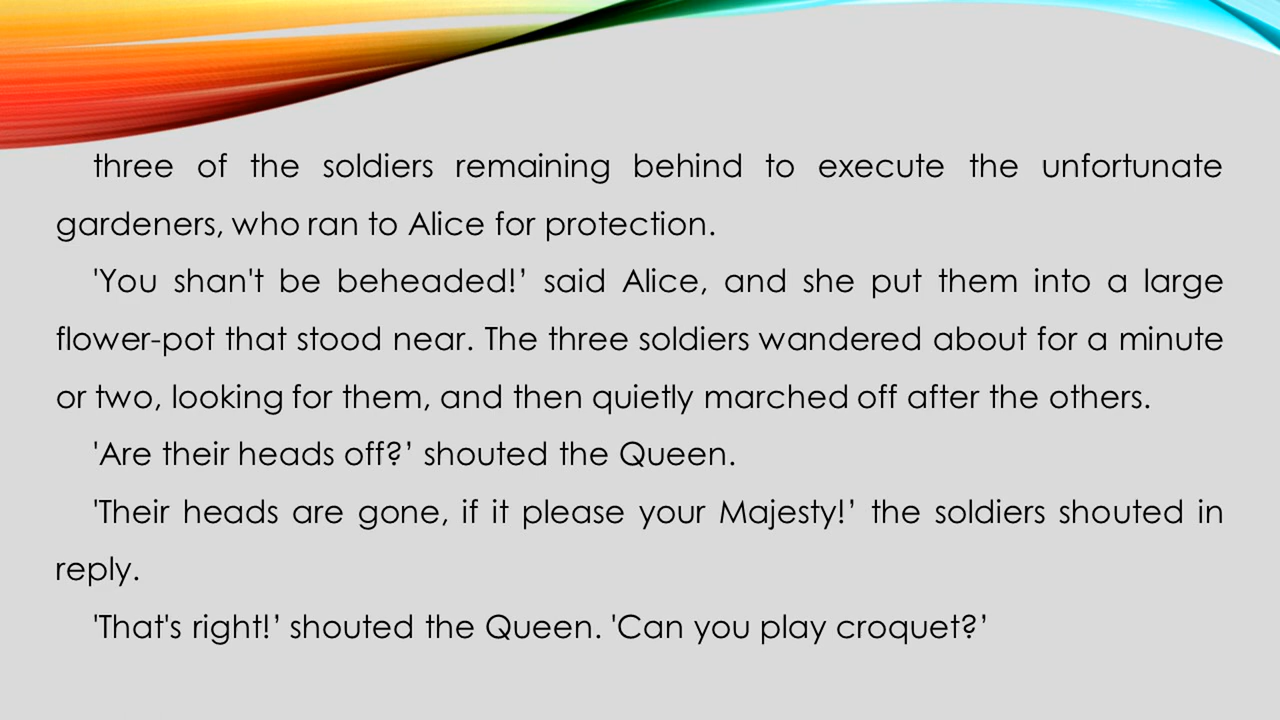 three of the soldiers remaining behind to execute the unfortunate
gardeners, who ran to Alice for protection.
'You shan't be beheaded!’ said Alice, and she put them into a large
flower-pot that stood near. The three soldiers wandered about for a minute
or two, looking for them, and then quietly marched off after the others.
'Are their heads off?’ shouted the Queen.
'Their heads are gone, if it please your Majesty!’ the soldiers shouted in
reply.
'That's right!’ shouted the Queen. 'Can you play croquet?’